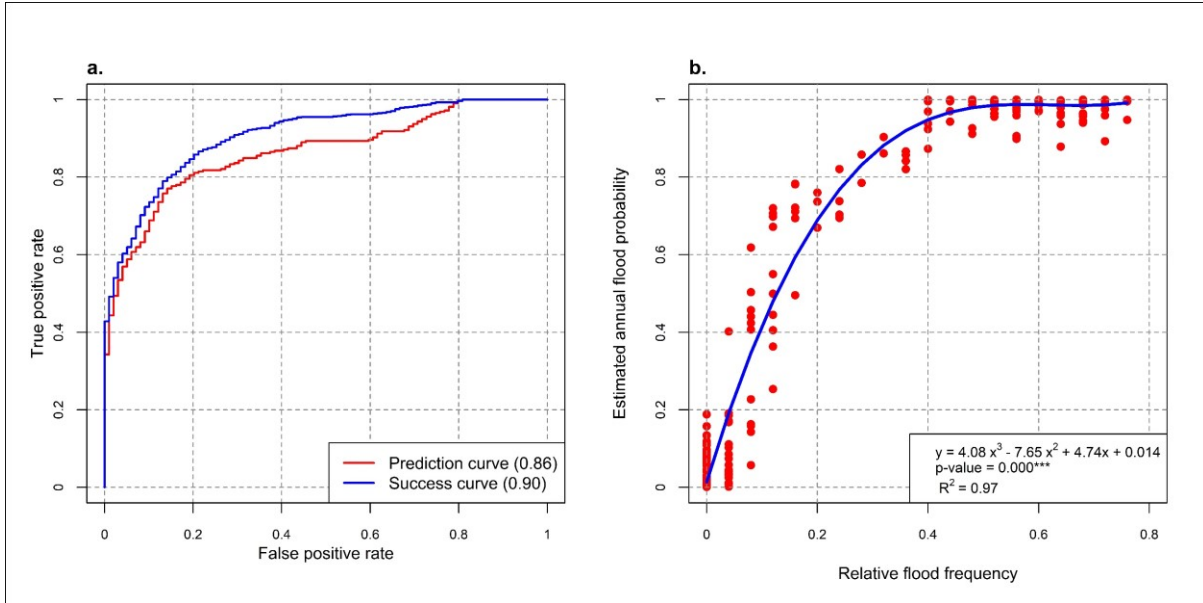 a.
True positive rate
1
0.8
0.6
0.4
0.2
0
0 0.2 0.4 0.6 0.8 1
False positive rate
Prediction curve (0.86)
Success curve (0.90)
b.
Estimated annual flood probability
1
0.8
0.6
0.4
0.2
0
0 0.2 0.4 0.6 0.8
Relative flood frequency
y = 4.08 x³ - 7.65 x² + 4.74x + 0.014
p-value = 0.000***
R² = 0.97